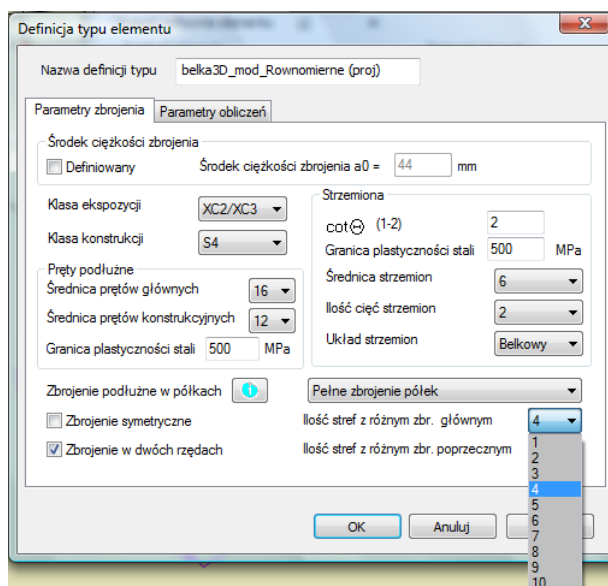 Definicja typu elementu
Nazwa definicji typu belka3D_mod_Rownomierne (proj)
Parametry zbrojenia Parametry obliczeń
Środek ciężkości zbrojenia
Definiowany Środek ciężkości zbrojenia a0 = 44 mm
Klasa ekspozycji XC2/XC3
Klasa konstrukcji S4
Pręty podłużne
Średnica prętów głównych 16
Średnica prętów konstrukcyjnych 12
Granica plastyczności stali 500 MPa
Strzemiona
cotΘ (1-2) 2
Granica plastyczności stali 500 MPa
Średnica strzemion 6
Ilość cięć strzemion 2
Układ strzemion Belkowy
Zbrojenie podłużne w półkach i Pełne zbrojenie półek
Zbrojenie symetryczne Ilość stref z różnym zbr. głównym 4
Zbrojenie w dwóch rzędach Ilość stref z różnym zbr. poprzecznym
1
2
3
4
5
6
7
8
9
10
OK Anuluj